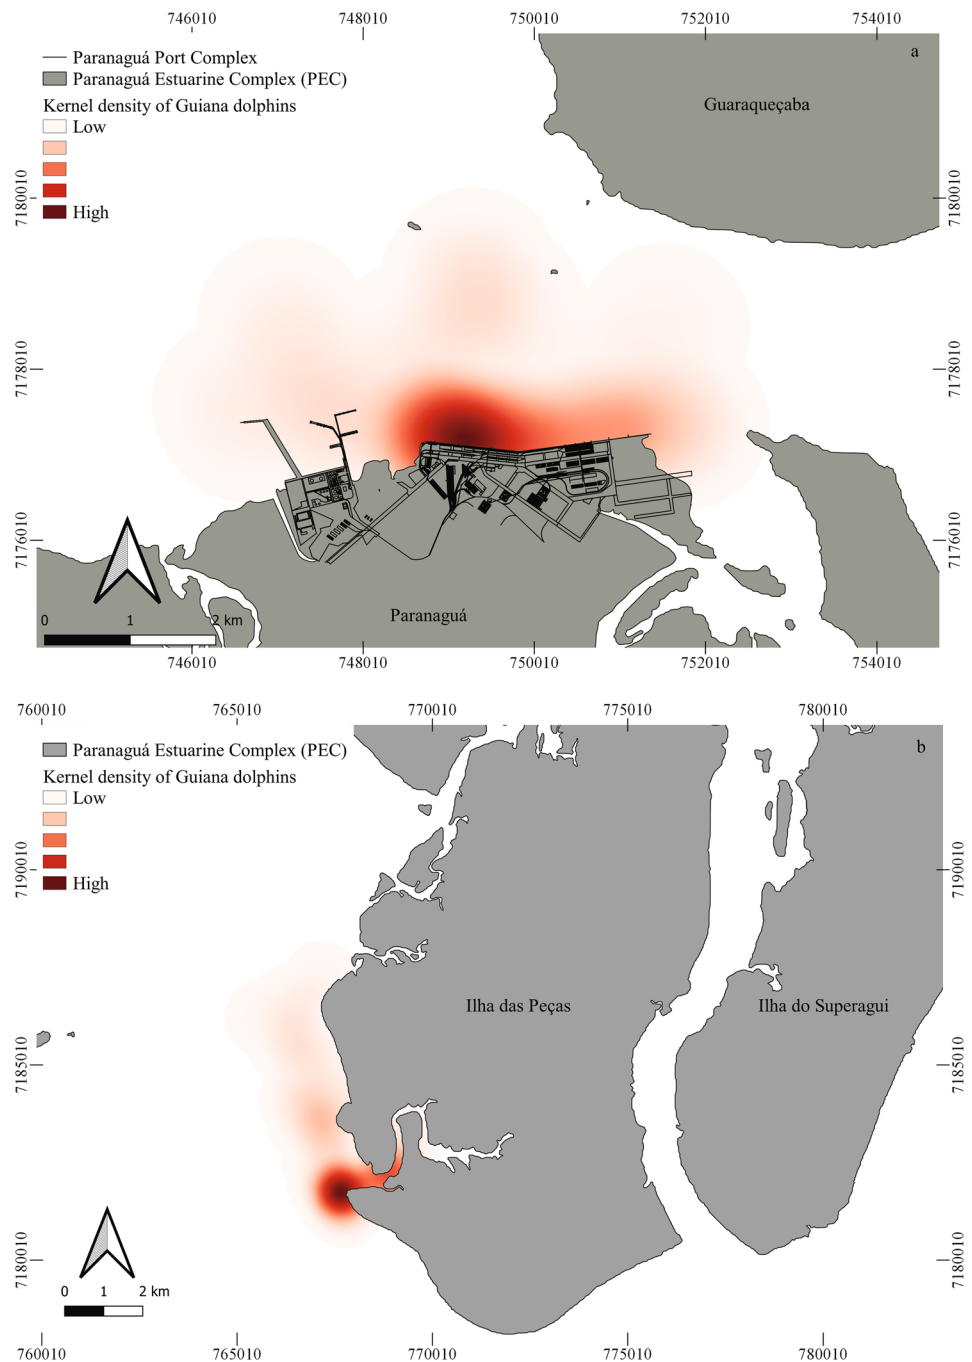 746010 748010 750010 752010 754010
a
Paranaguá Port Complex
Paranaguá Estuarine Complex (PEC)
Kernel density of Guiana dolphins
Low
High
Guaraqueçaba
7180010 7180010
7178010 7178010
7176010 7176010
Paranaguá
0 1 2 km
746010 748010 750010 752010 754010
760010 765010 770010 775010 780010
b
Paranaguá Estuarine Complex (PEC)
Kernel density of Guiana dolphins
Low
High
7190010 7190010
Ilha das Peças Ilha do Superagui
7185010 7185010
7180010 7180010
0 1 2 km
760010 765010 770010 775010 780010